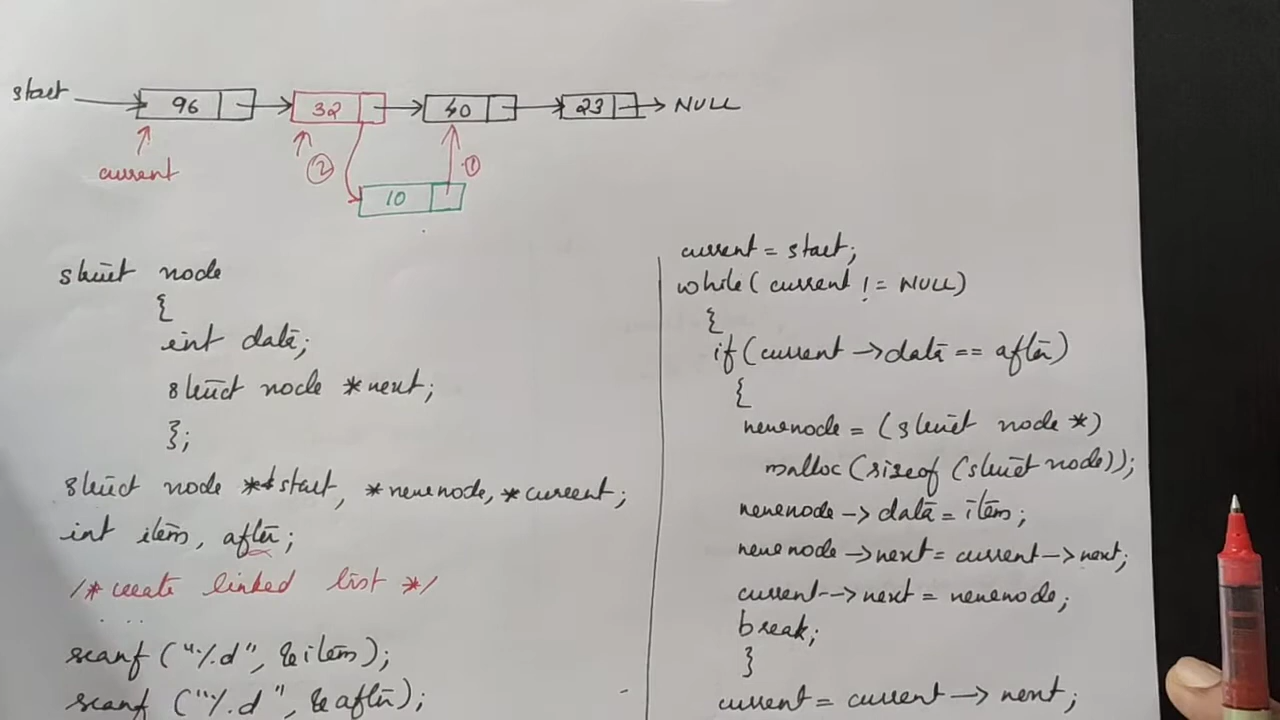 start 96 32 40 23 NULL
current 2 1
10
struct node
{
int data;
struct node *next;
};
struct node *start, *newnode, *current;
int item, after;
/* create linked list */
...
scanf ("%d", &item);
scanf ("%d", &after);
current = start;
while( current != NULL)
{
if(current ->data == after)
{
newnode = (struct node *)
malloc (sizeof (struct node));
newnode -> data = item;
newnode ->next = current->next;
current->next = newnode;
break;
}
current = current -> next;